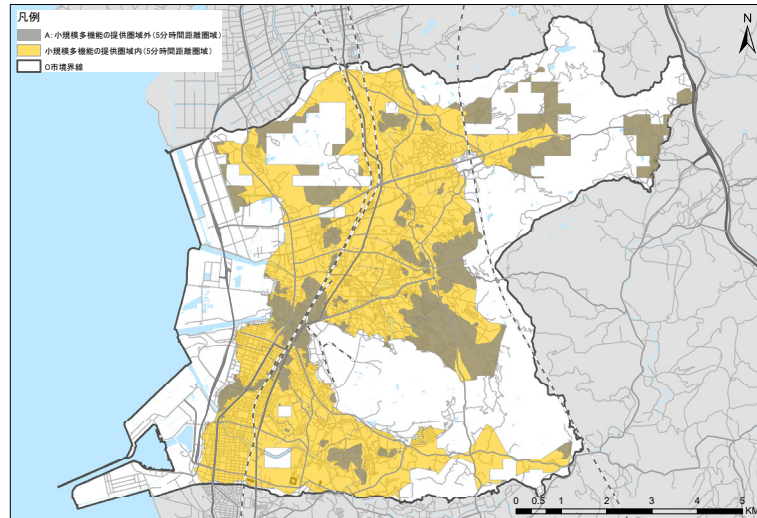 凡例
A:小規模多機能の提供圏域外(5分時間距離圏域)
小規模多機能の提供圏域内(5分時間距離圏域)
O市境界線
N
0 0.5 1 2 3 4 5
KM